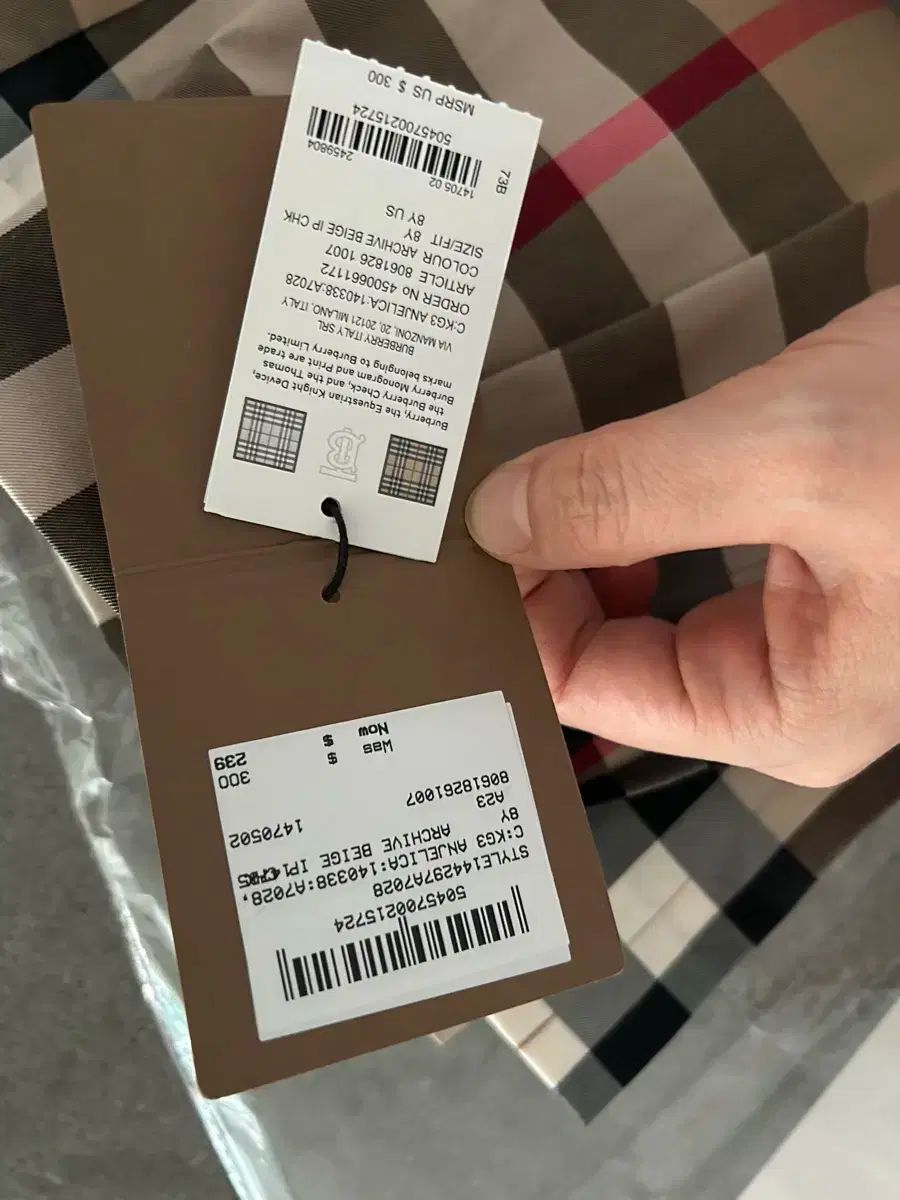 5045700215724
STYLE144297A7028
C:KG3 ANJELICA:140338:A7028,
8Y ARCHIVE BEIGE IP
A23
80618261007 1470502
Was $ 300
Now $ 239
Burberry, the Equestrian Knight Device,
the Burberry Check, and the Thomas
Burberry Monogram and Print are trade
marks belonging to Burberry Limited.
BURBERRY ITALY SRL
VIA MANZONI, 20, 20121 MILANO, ITALY
C:KG3 ANJELICA:140338:A7028
ORDER No 4500661172
ARTICLE 8061826 1007
COLOUR ARCHIVE BEIGE IP CHK
SIZE/FIT 8Y
8Y US
73B
14705 02 2459804
5045700215724
MSRP US $ 300